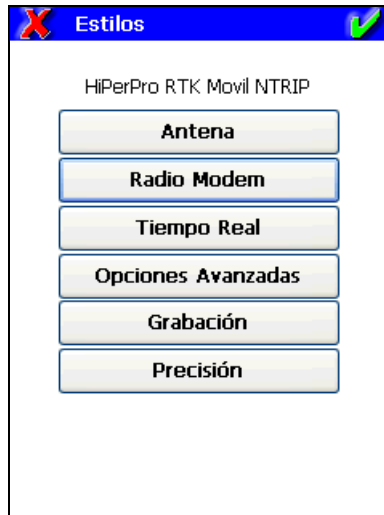 Estilos
HiPerPro RTK Movil NTRIP
Antena
Radio Modem
Tiempo Real
Opciones Avanzadas
Grabación
Precisión